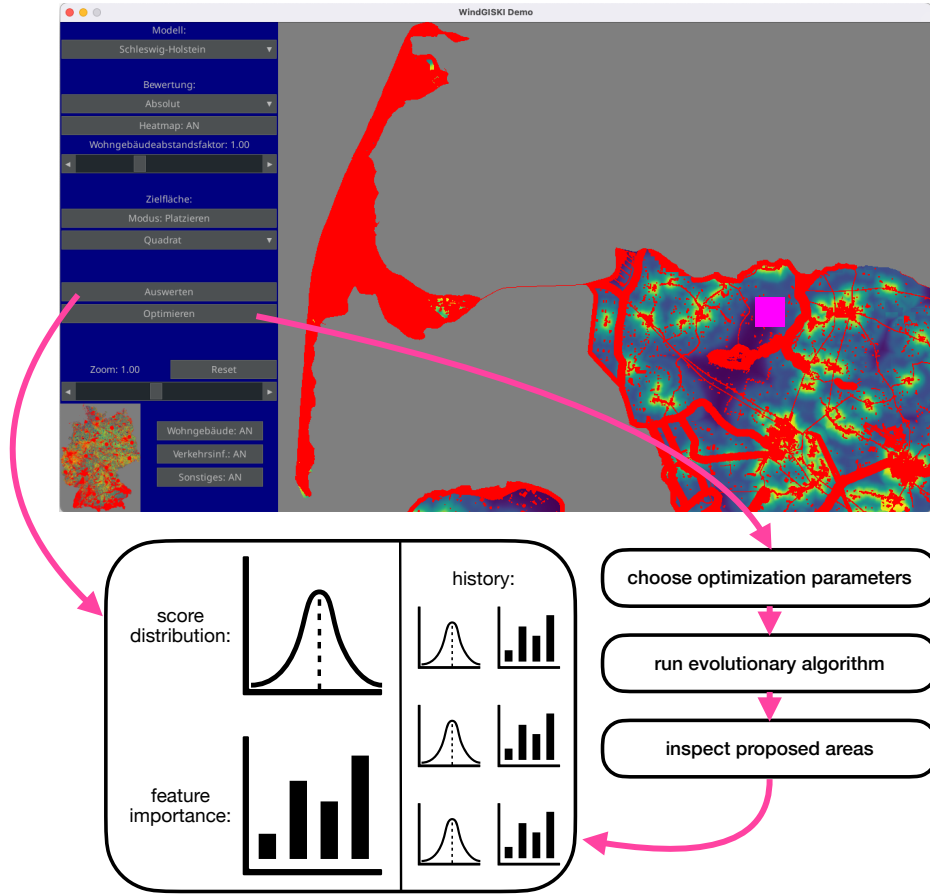 WindGISKI Demo
Modell:
Schleswig-Holstein
Bewertung:
Absolut
Heatmap: AN
Wohngebäudeabstandsfaktor: 1.00
Zielfläche:
Modus: Platzieren
Quadrat
Auswerten
Optimieren
Zoom: 1.00
Reset
Wohngebäude: AN
Verkehrsinf.: AN
Sonstiges: AN
score
distribution:
feature
importance:
history:
choose optimization parameters
run evolutionary algorithm
inspect proposed areas